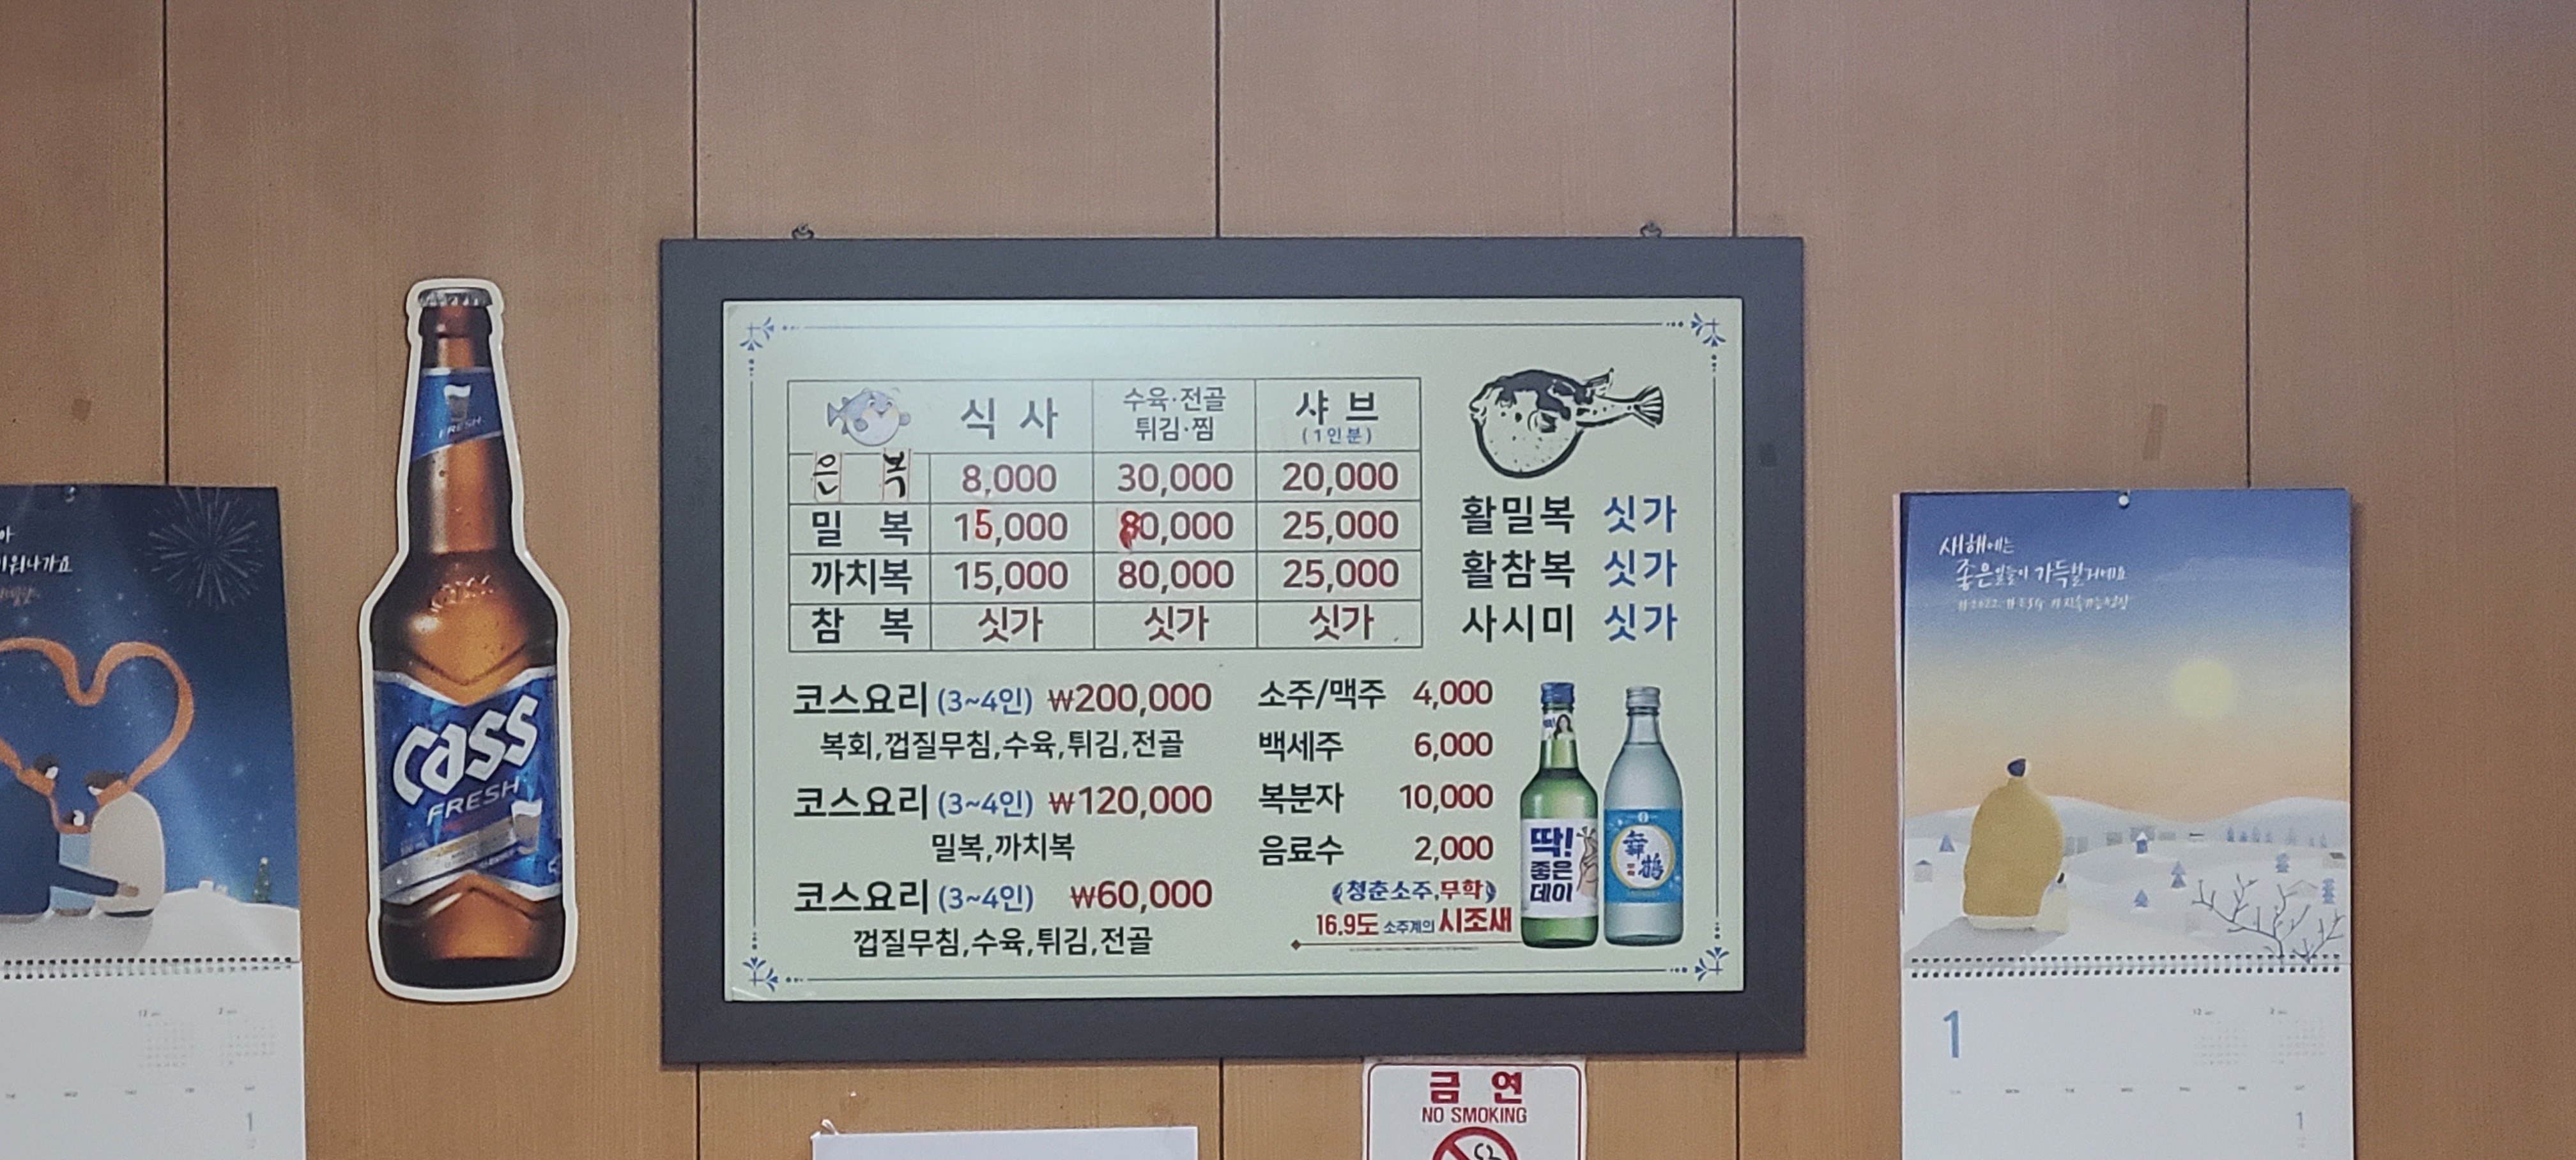 FRESH
Cass
FRESH
식 사
수육·전골
튀김·찜
샤 브
(1인분)
은 복 8,000 30,000 20,000
밀 복 15,000 80,000 25,000
까치복 15,000 80,000 25,000
참 복 싯가 싯가 싯가
활밀복 싯가
활참복 싯가
사시미 싯가
코스요리 (3~4인) ₩200,000
복회,껍질무침,수육,튀김,전골
코스요리 (3~4인) ₩120,000
밀복,까치복
코스요리 (3~4인) ₩60,000
껍질무침,수육,튀김,전골
소주/맥주 4,000
백세주 6,000
복분자 10,000
음료수 2,000
청춘소주,무학
16.9도 소주계의 시조새
딱!
좋은
데이
舞
鶴
금 연
NO SMOKING
새해에는
좋은 일들이 가득할거예요
1
1
1